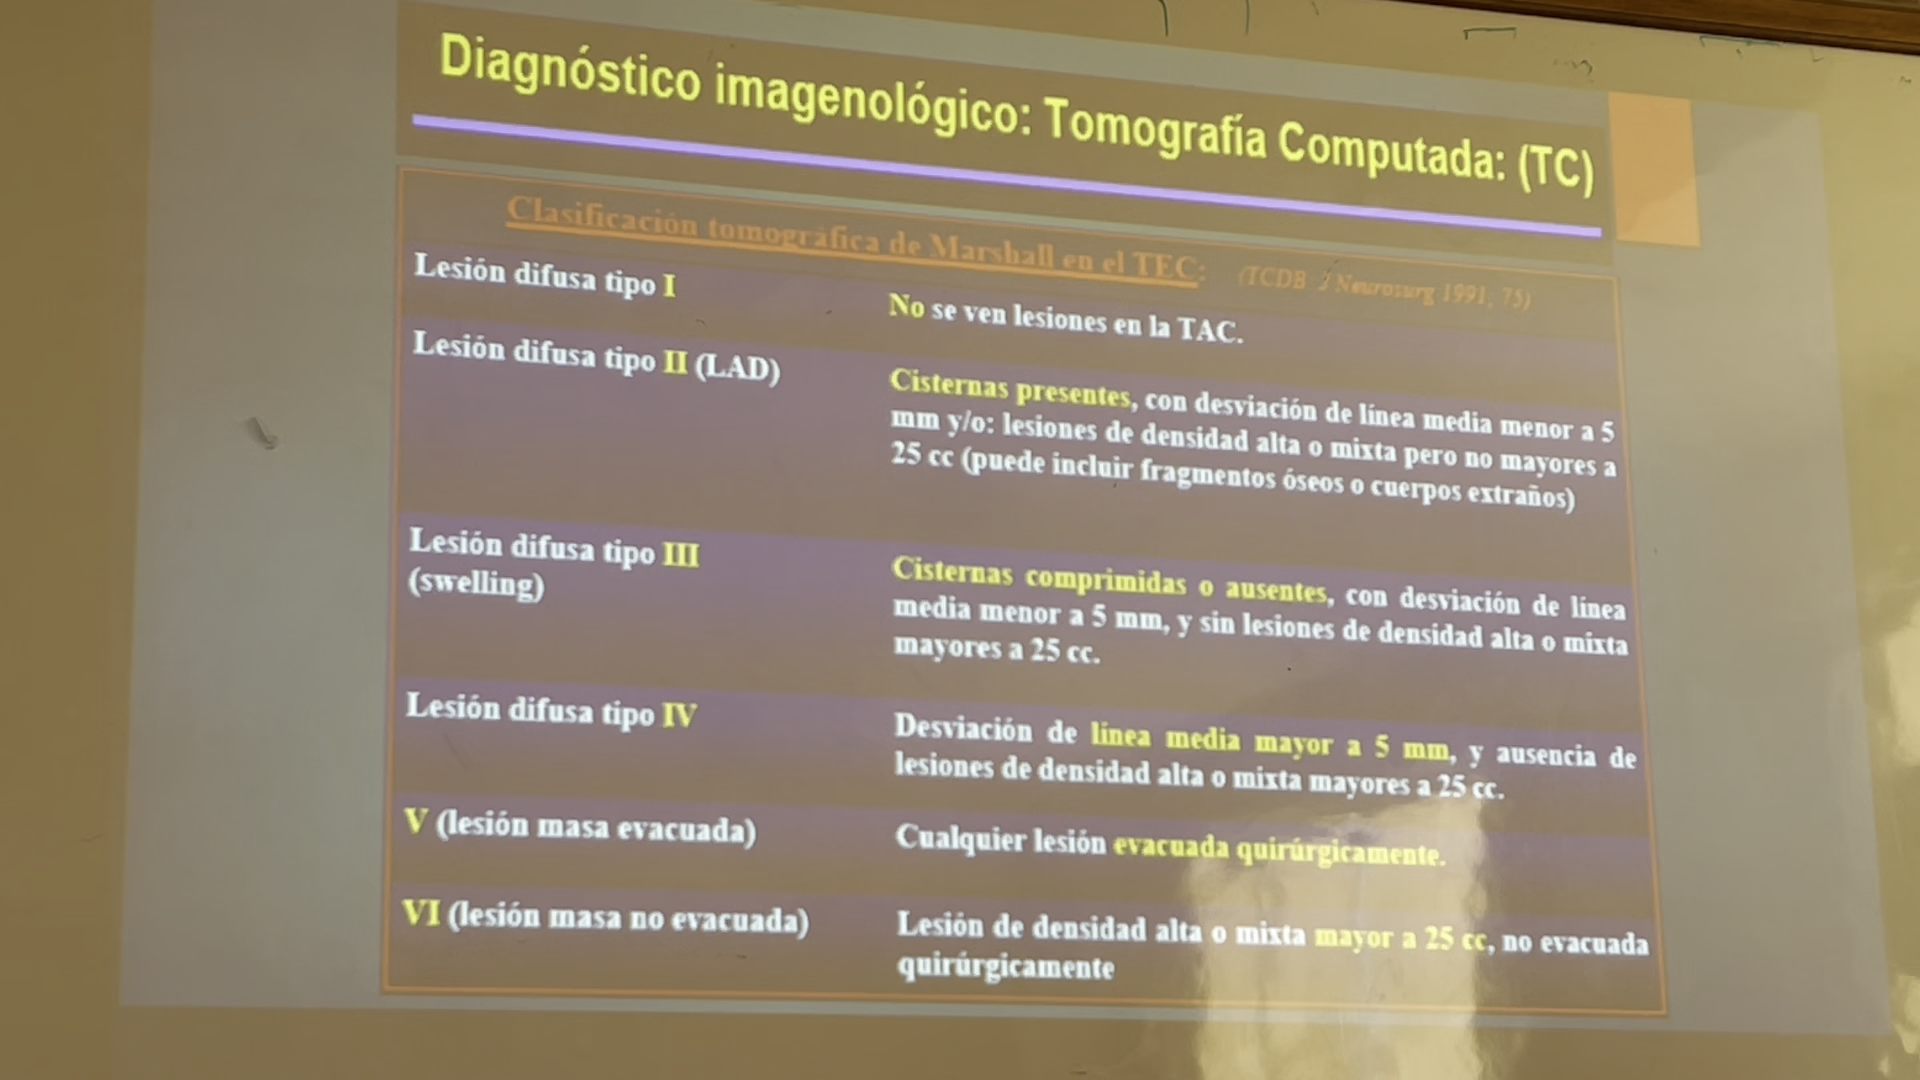 Diagnóstico imagenológico: Tomografía Computada: (TC)
Clasificación tomográfica de Marshall en el TEC: (TCDB J Neurosurg 1991; 75)
Lesión difusa tipo I
No se ven lesiones en la TAC.
Lesión difusa tipo II (LAD)
Cisternas presentes, con desviación de línea media menor a 5
mm y/o: lesiones de densidad alta o mixta pero no mayores a
25 cc (puede incluir fragmentos óseos o cuerpos extraños)
Lesión difusa tipo III
(swelling)
Cisternas comprimidas o ausentes, con desviación de línea
media menor a 5 mm, y sin lesiones de densidad alta o mixta
mayores a 25 cc.
Lesión difusa tipo IV
Desviación de línea media mayor a 5 mm, y ausencia de
lesiones de densidad alta o mixta mayores a 25 cc.
V (lesión masa evacuada)
Cualquier lesión evacuada quirúrgicamente.
VI (lesión masa no evacuada)
Lesión de densidad alta o mixta mayor a 25 cc, no evacuada
quirúrgicamente